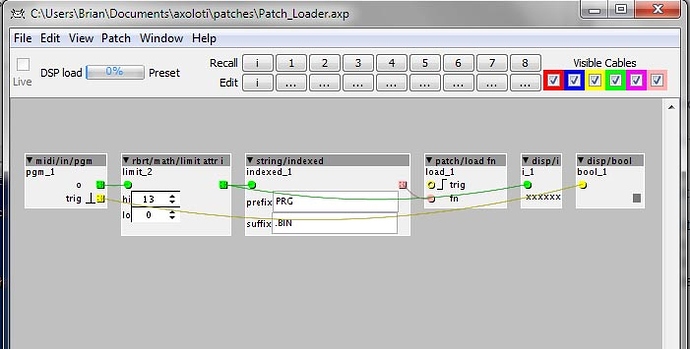 C:\Users\Brian\Documents\axoloti\patches\Patch_Loader.axp
File Edit View Patch Window Help
Live
DSP load 0% Preset
Recall i 1 2 3 4 5 6 7 8
Edit i ... ... ... ... ... ... ... ...
Visible Cables
midi/in/pgm
pgm_1
o
trig
rbrt/math/limit attr i
limit_2
hi 13
lo 0
string/indexed
indexed_1
prefix PRG
suffix .BIN
patch/load fn
load_1
trig
fn
disp/i
i_1
xxxxxx
disp/bool
bool_1